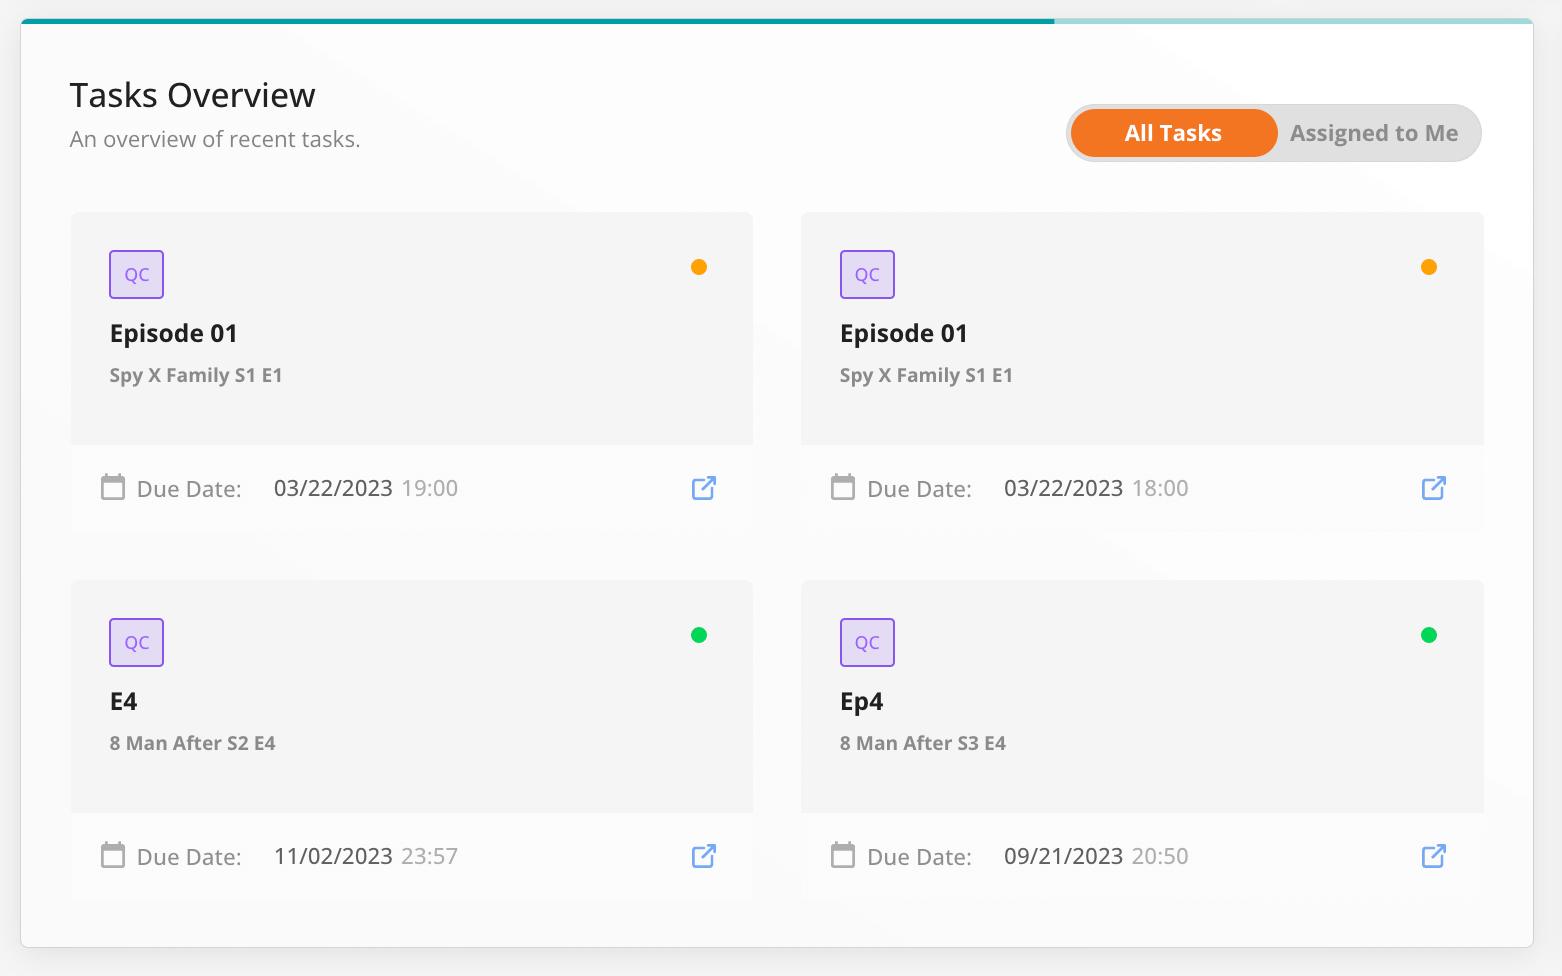 Tasks Overview
An overview of recent tasks.
All Tasks
Assigned to Me
QC
Episode 01
Spy X Family S1 E1
Due Date: 03/22/2023 19:00
QC
Episode 01
Spy X Family S1 E1
Due Date: 03/22/2023 18:00
QC
E4
8 Man After S2 E4
Due Date: 11/02/2023 23:57
QC
Ep4
8 Man After S3 E4
Due Date: 09/21/2023 20:50